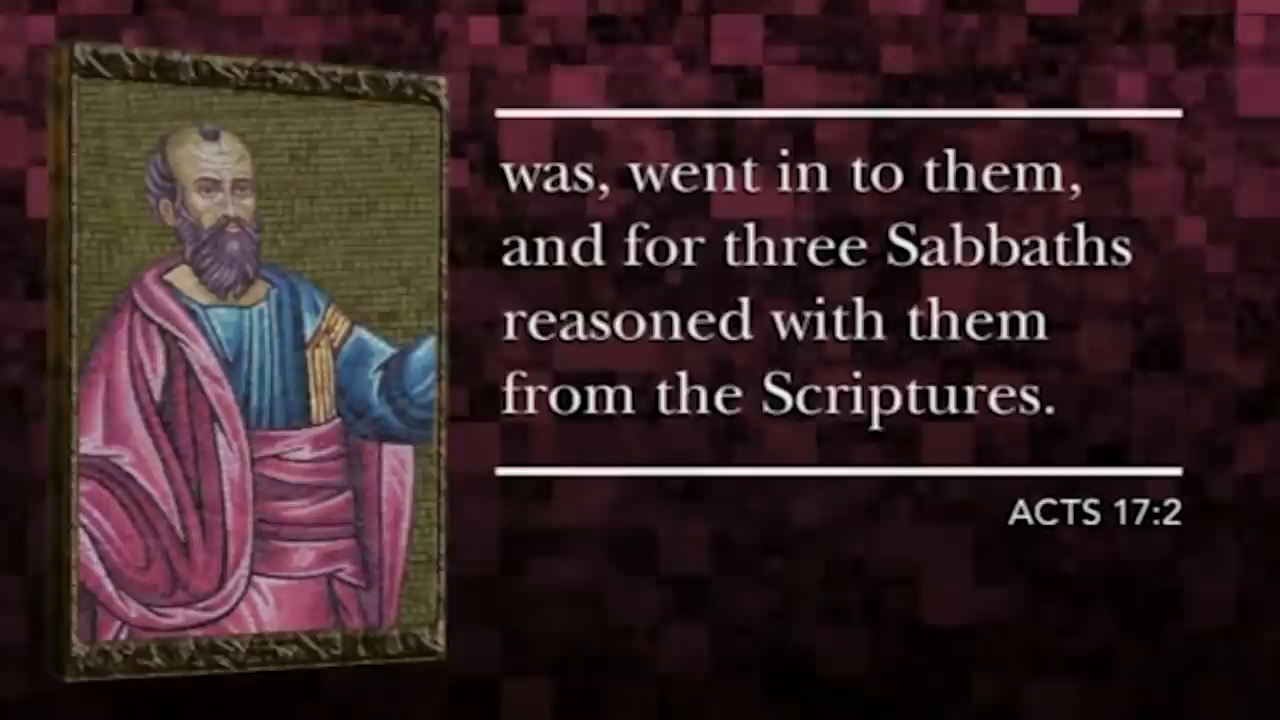 was, went in to them,
and for three Sabbaths
reasoned with them
from the Scriptures.
ACTS 17:2